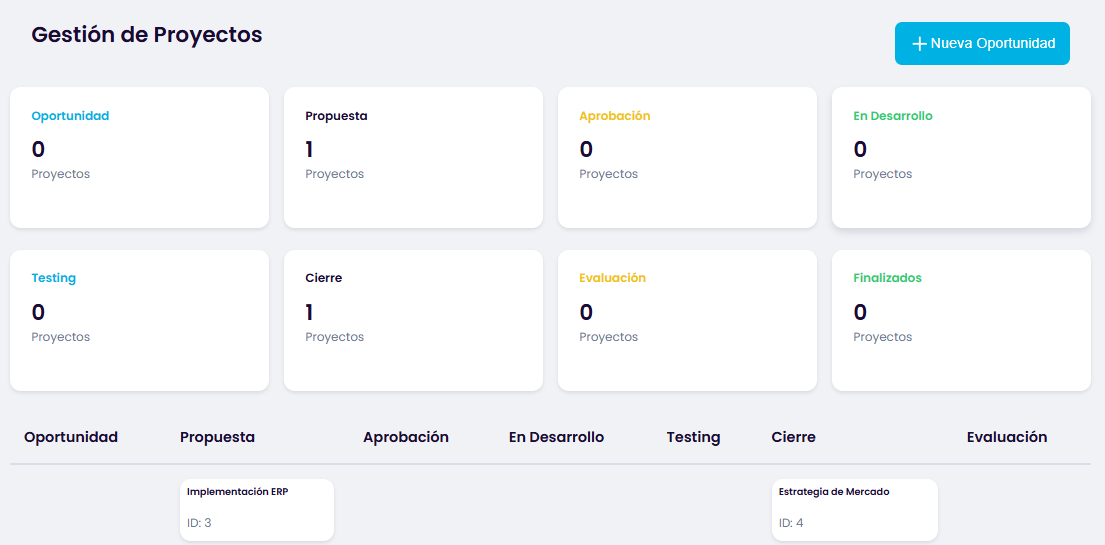 Gestión de Proyectos
Nueva Oportunidad
Oportunidad
0
Proyectos
Propuesta
1
Proyectos
Aprobación
0
Proyectos
En Desarrollo
0
Proyectos
Testing
0
Proyectos
Cierre
1
Proyectos
Evaluación
0
Proyectos
Finalizados
0
Proyectos
Oportunidad Propuesta Aprobación En Desarrollo Testing Cierre Evaluación
Implementación ERP
ID: 3
Estrategia de Mercado
ID: 4